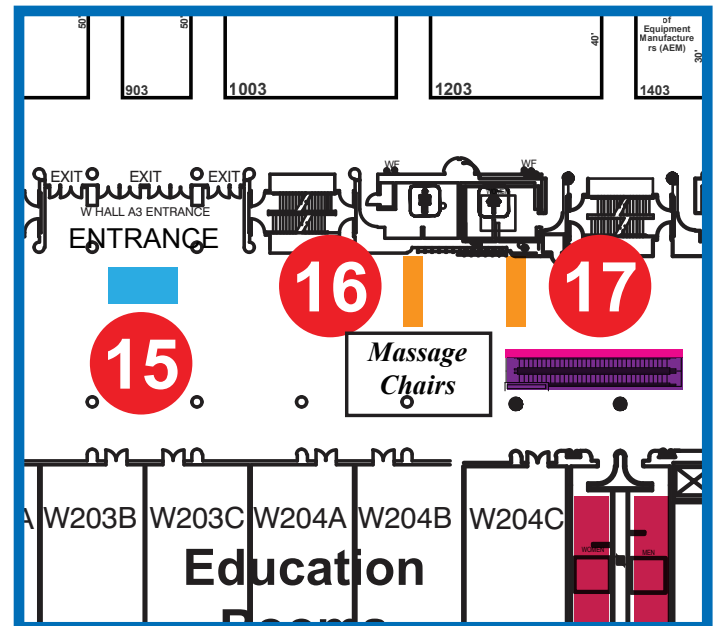 of
Equipment
Manufacture
rs (AEM)
50'
50'
40'
30'
903
1003
1203
1403
EXIT
EXIT
EXIT
WF
WF
W HALL A3 ENTRANCE
ENTRANCE
16
17
15
Massage
Chairs
A
W203B
W203C
W204A
W204B
W204C
Education
Rooms
WOMEN
MEN